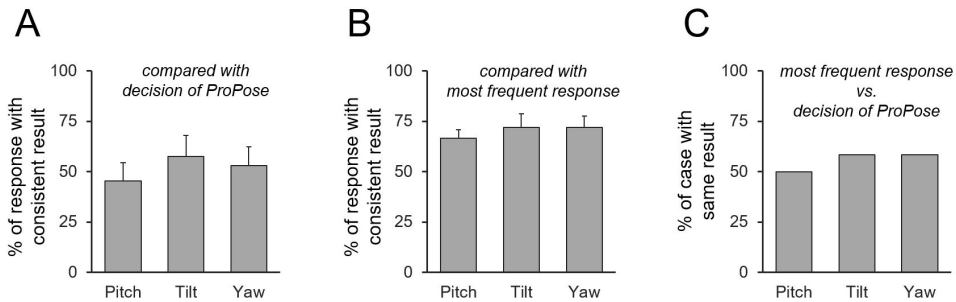 A
% of response with
consistent result
compared with
decision of ProPose
100
75
50
25
0
Pitch Tilt Yaw
B
% of response with
consistent result
compared with
most frequent response
100
75
50
25
0
Pitch Tilt Yaw
C
% of case with
same result
most frequent response
vs.
decision of ProPose
100
75
50
25
0
Pitch Tilt Yaw